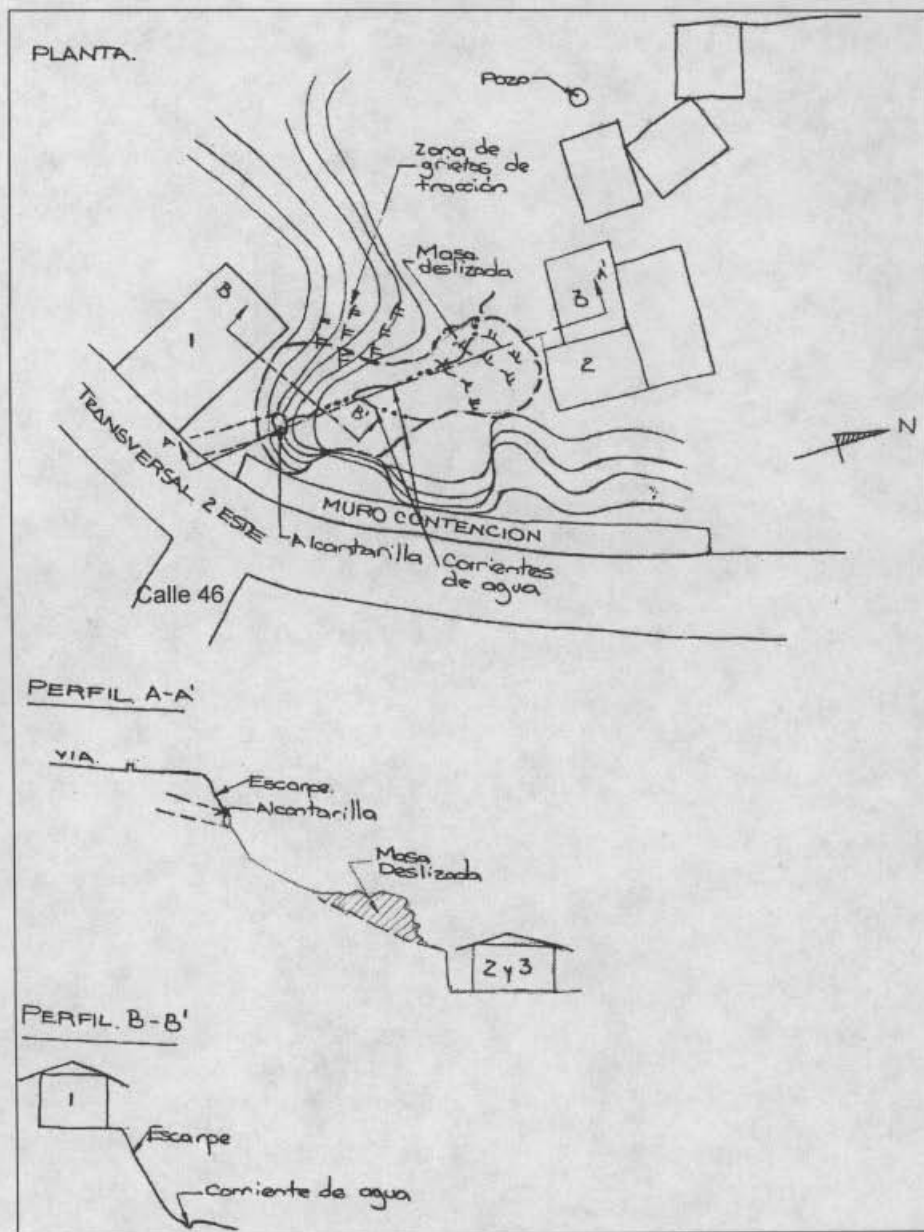 PLANTA.
Pozo
zona de
grietas de
tracción
Masa
deslizada
B
1
A'
3
2
B'
A
N
TRANSVERSAL 2 ESTE
MURO CONTENCION
Alcantarilla
Corrientes
de agua
Calle 46
PERFIL A-A'
VIA.
Escarpe.
Alcantarilla
Masa
Deslizada
2 y 3
PERFIL. B-B'
1
Escarpe
Corriente de agua